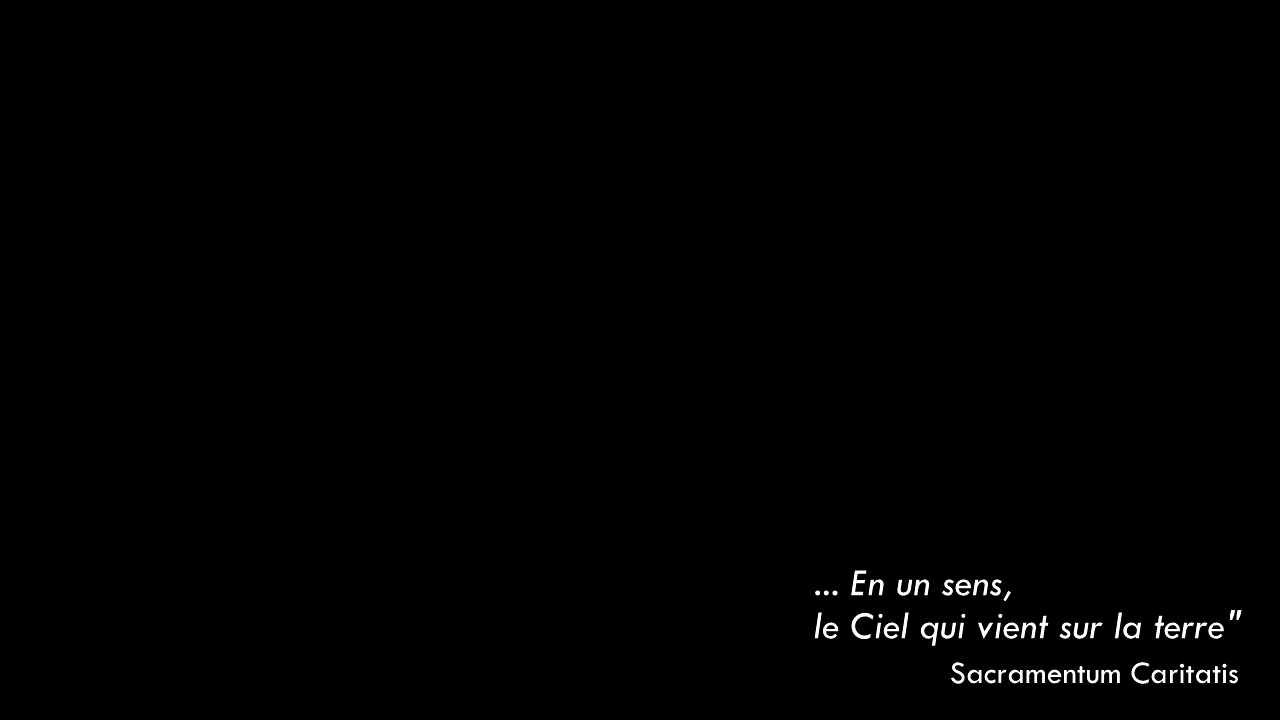 ... En un sens,
le Ciel qui vient sur la terre"
Sacramentum Caritatis